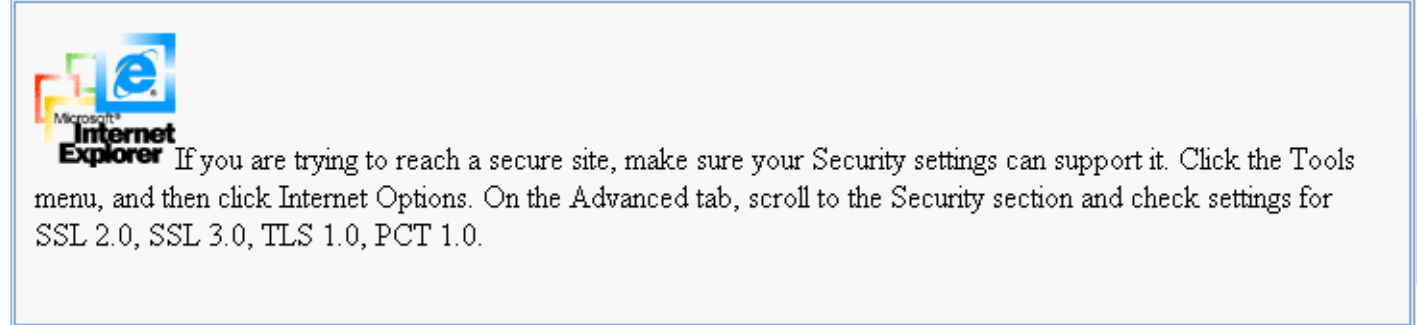 Microsoft®
Internet
Explorer If you are trying to reach a secure site, make sure your Security settings can support it. Click the Tools
menu, and then click Internet Options. On the Advanced tab, scroll to the Security section and check settings for
SSL 2.0, SSL 3.0, TLS 1.0, PCT 1.0.